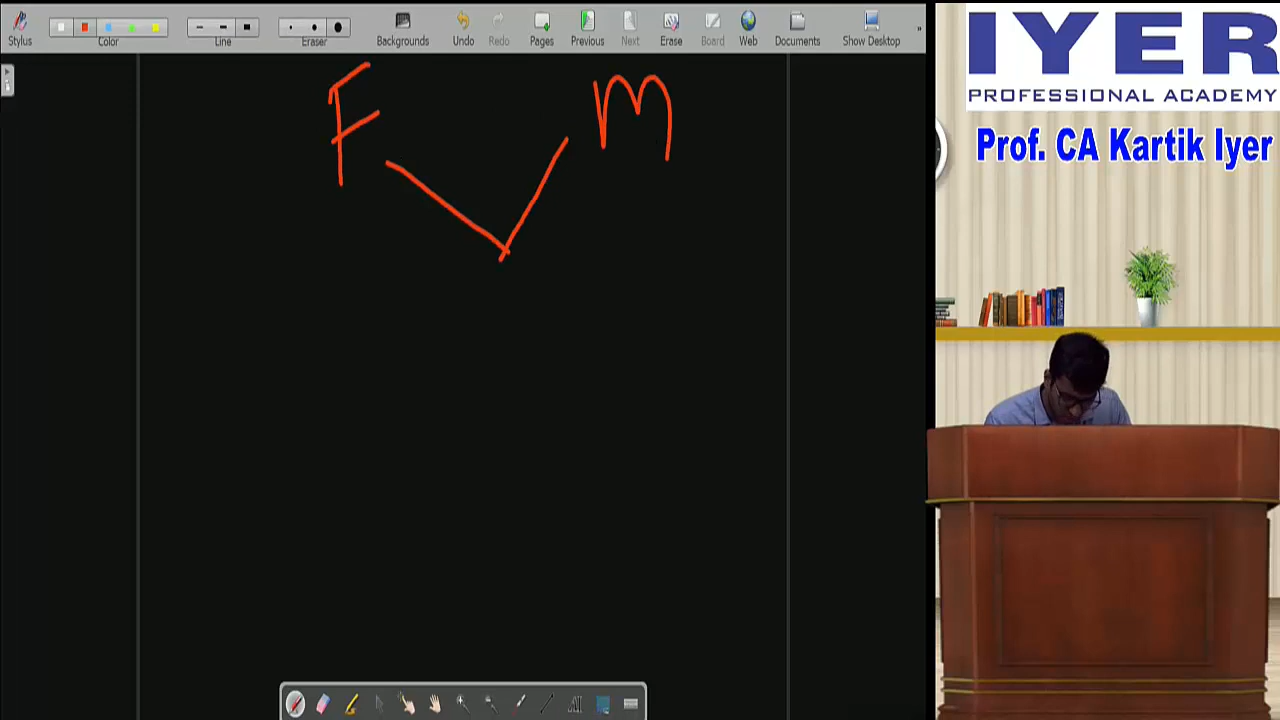 Stylus
Color
Line
Eraser
Backgrounds
Undo
Redo
Pages
Previous
Next
Erase
Board
Web
Documents
Show Desktop
»
F m
AI
IYER
PROFESSIONAL ACADEMY
Prof. CA Kartik Iyer